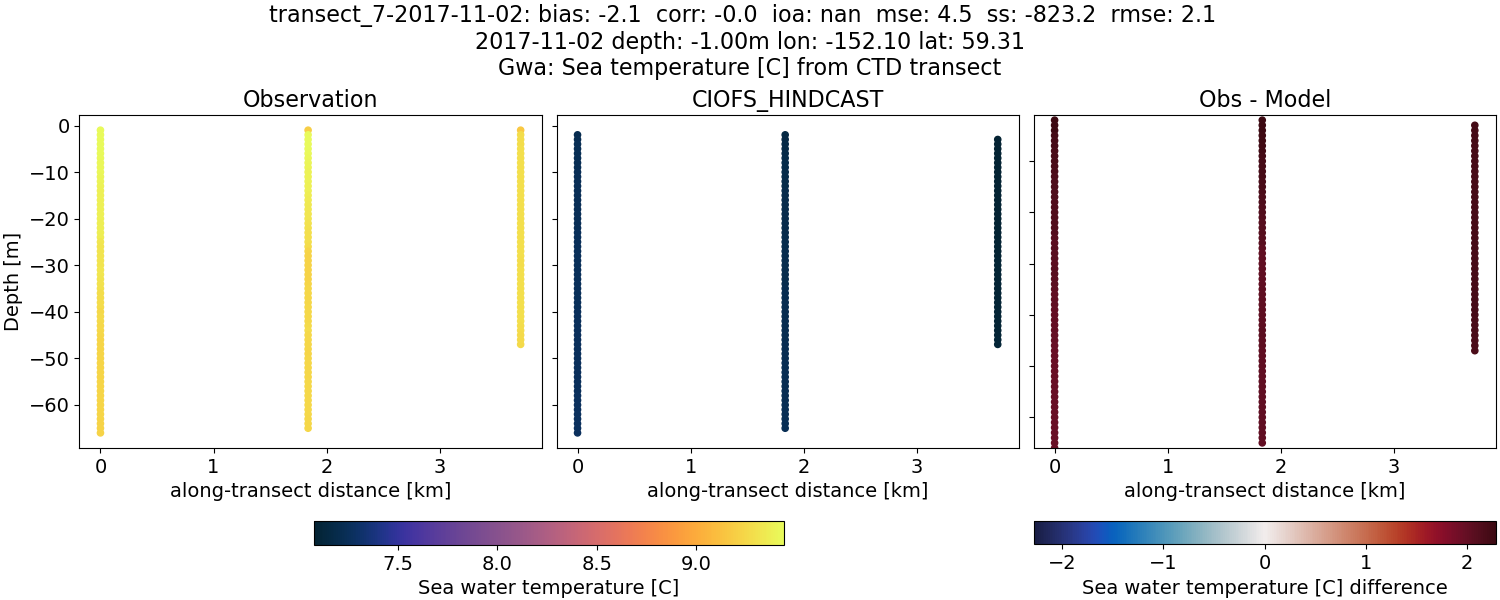 transect_7-2017-11-02: bias: -2.1  corr: -0.0  ioa: nan  mse: 4.5  ss: -823.2  rmse: 2.1
2017-11-02 depth: -1.00m lon: -152.10 lat: 59.31
Gwa: Sea temperature [C] from CTD transect
Observation
CIOFS_HINDCAST
Obs - Model
Depth [m]
0
−10
−20
−30
−40
−50
−60
0 1 2 3
0 1 2 3
0 1 2 3
along-transect distance [km]
along-transect distance [km]
along-transect distance [km]
7.5 8.0 8.5 9.0
Sea water temperature [C]
−2 −1 0 1 2
Sea water temperature [C] difference